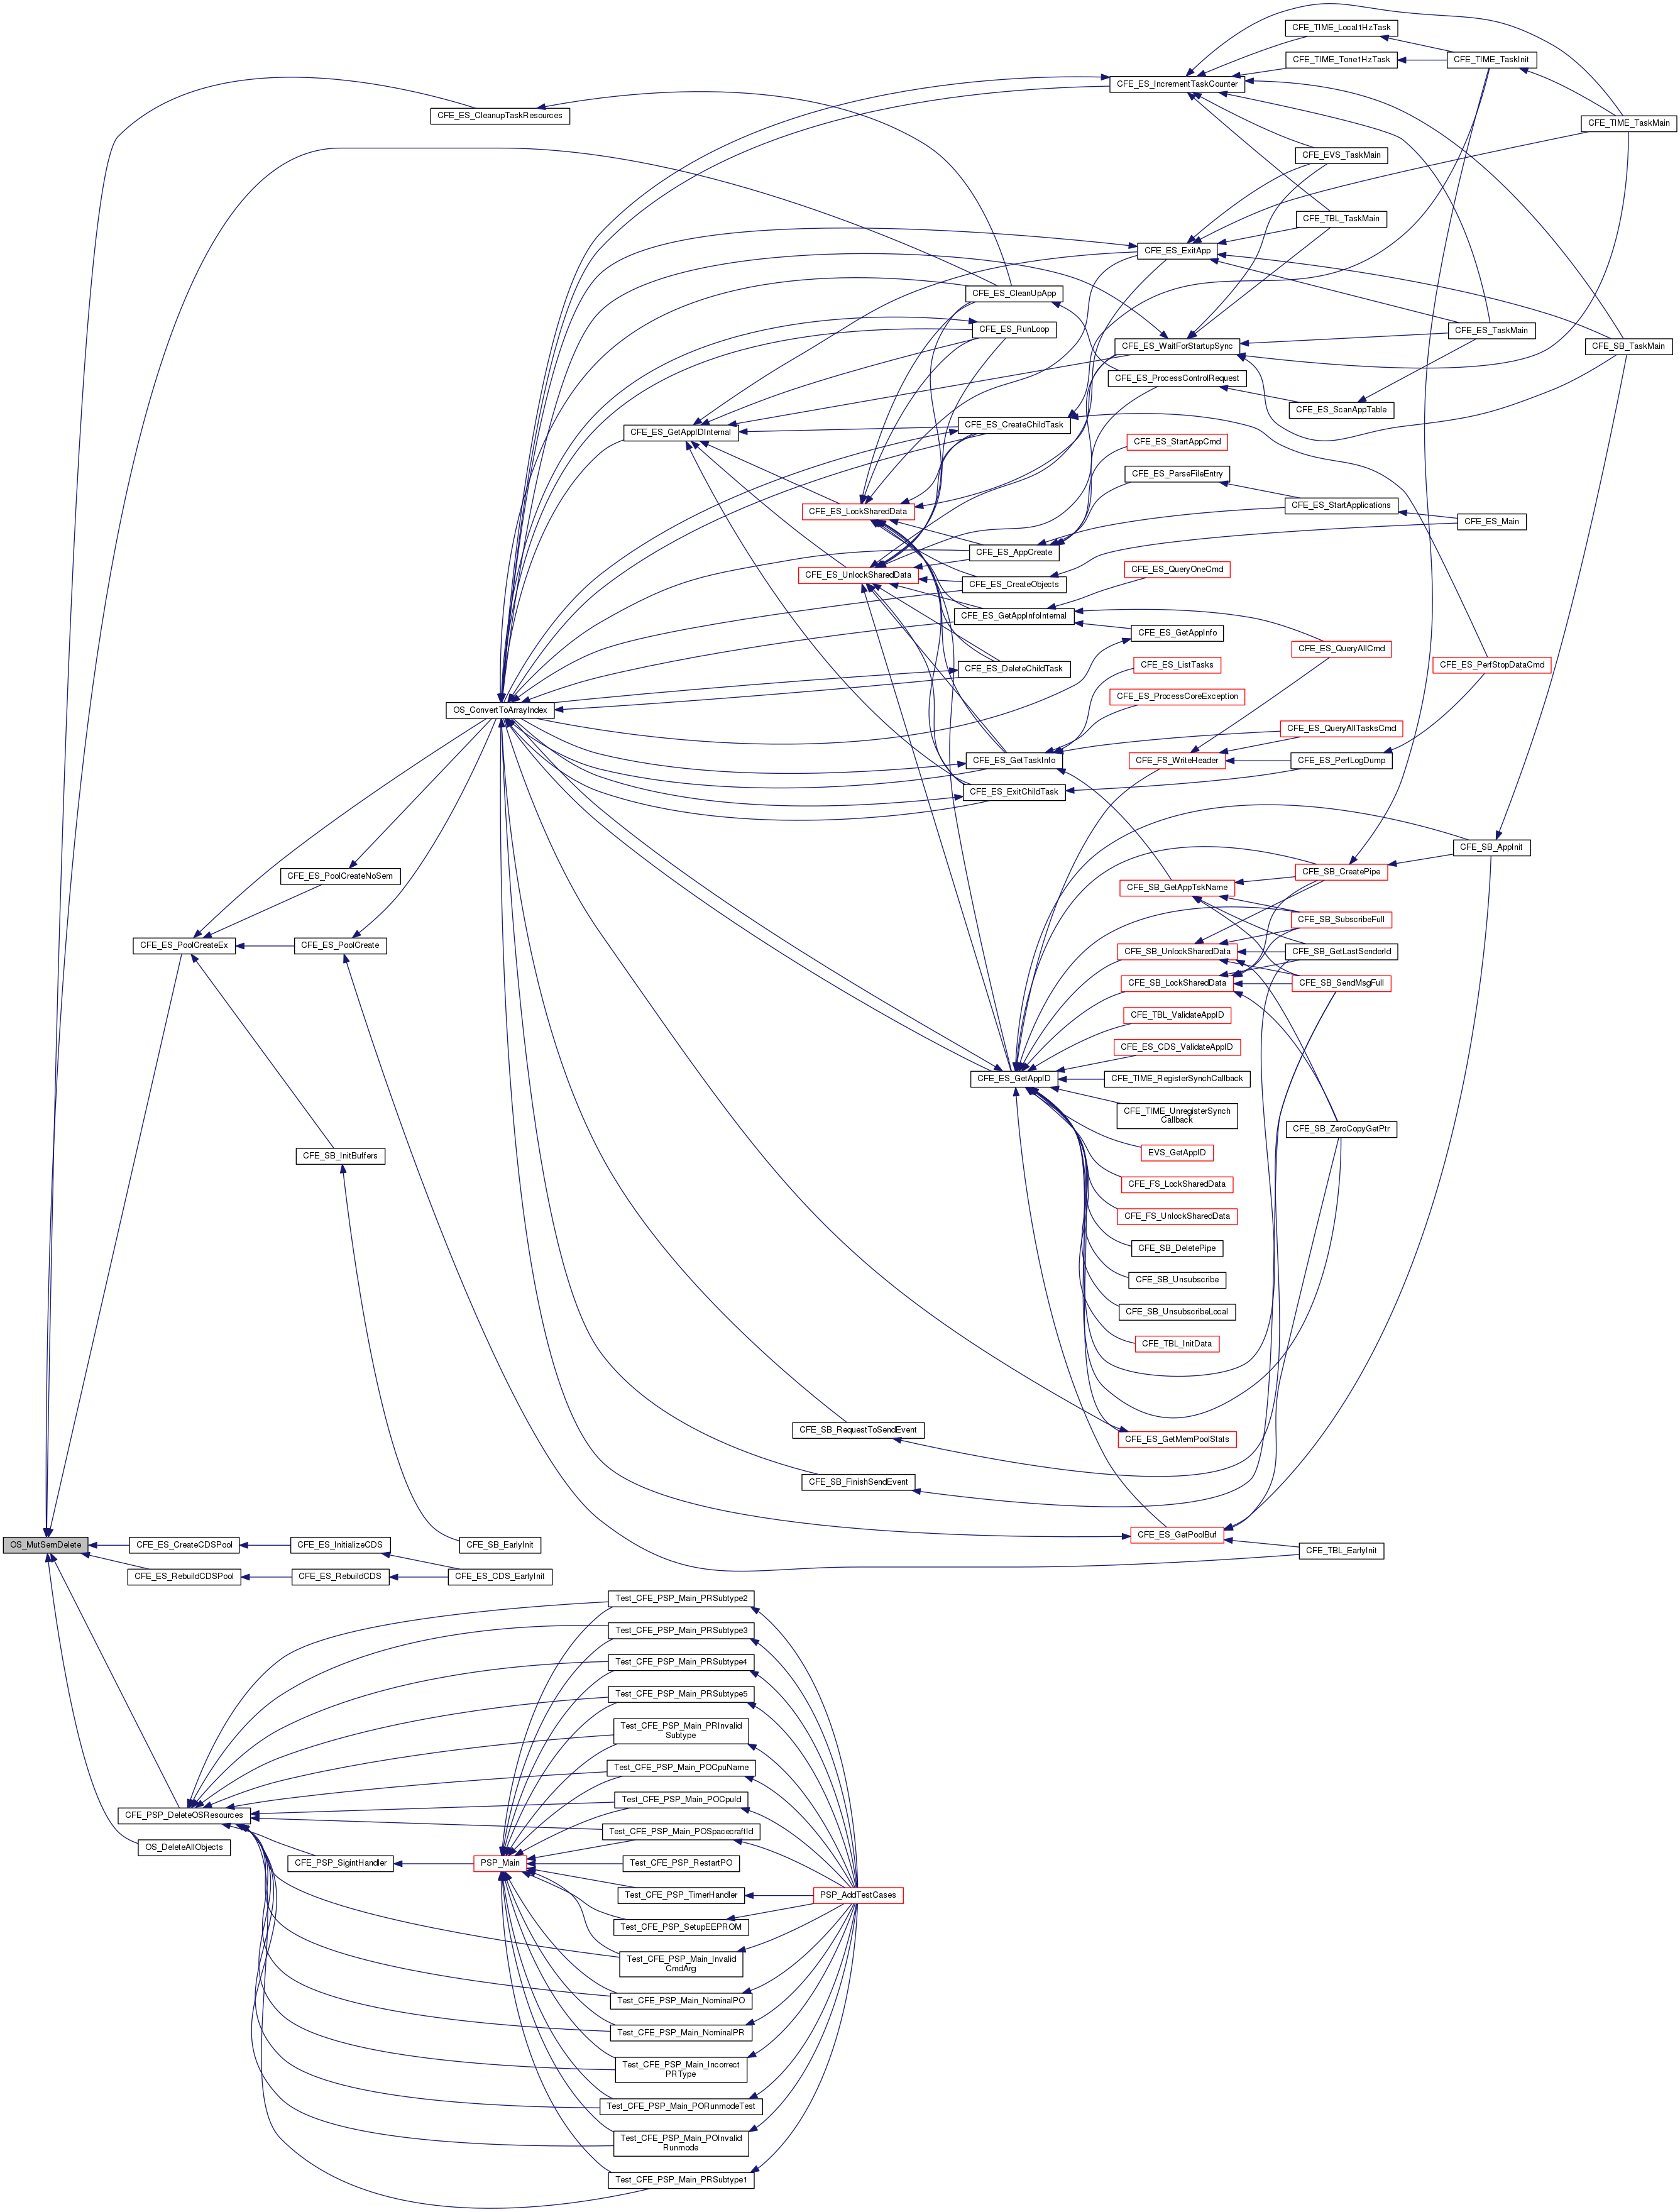 CFE_TIME_Local1HzTask
CFE_TIME_Tone1HzTask
CFE_TIME_TaskInit
CFE_ES_IncrementTaskCounter
CFE_ES_CleanupTaskResources
CFE_TIME_TaskMain
CFE_EVS_TaskMain
CFE_TBL_TaskMain
CFE_ES_ExitApp
CFE_ES_CleanUpApp
CFE_ES_RunLoop
CFE_ES_TaskMain
CFE_ES_WaitForStartupSync
CFE_SB_TaskMain
CFE_ES_ProcessControlRequest
CFE_ES_ScanAppTable
CFE_ES_GetAppIDInternal
CFE_ES_CreateChildTask
CFE_ES_StartAppCmd
CFE_ES_ParseFileEntry
CFE_ES_LockSharedData
CFE_ES_StartApplications
CFE_ES_Main
CFE_ES_AppCreate
CFE_ES_UnlockSharedData
CFE_ES_QueryOneCmd
CFE_ES_CreateObjects
CFE_ES_GetAppInfoInternal
CFE_ES_GetAppInfo
CFE_ES_QueryAllCmd
CFE_ES_DeleteChildTask
CFE_ES_ListTasks
CFE_ES_PerfStopDataCmd
CFE_ES_ProcessCoreException
OS_ConvertToArrayIndex
CFE_ES_QueryAllTasksCmd
CFE_ES_GetTaskInfo
CFE_FS_WriteHeader
CFE_ES_PerfLogDump
CFE_ES_ExitChildTask
CFE_SB_AppInit
CFE_ES_PoolCreateNoSem
CFE_SB_CreatePipe
CFE_SB_GetAppTskName
CFE_SB_SubscribeFull
CFE_ES_PoolCreateEx
CFE_ES_PoolCreate
CFE_SB_UnlockSharedData
CFE_SB_GetLastSenderId
CFE_SB_LockSharedData
CFE_SB_SendMsgFull
CFE_TBL_ValidateAppID
CFE_ES_CDS_ValidateAppID
CFE_ES_GetAppID
CFE_TIME_RegisterSynchCallback
CFE_TIME_UnregisterSynch
Callback
CFE_SB_ZeroCopyGetPtr
EVS_GetAppID
CFE_SB_InitBuffers
CFE_FS_LockSharedData
CFE_FS_UnlockSharedData
CFE_SB_DeletePipe
CFE_SB_Unsubscribe
CFE_SB_UnsubscribeLocal
CFE_TBL_InitData
CFE_SB_RequestToSendEvent
CFE_ES_GetMemPoolStats
CFE_SB_FinishSendEvent
CFE_ES_GetPoolBuf
OS_MutSemDelete
CFE_ES_CreateCDSPool
CFE_ES_InitializeCDS
CFE_SB_EarlyInit
CFE_TBL_EarlyInit
CFE_ES_RebuildCDSPool
CFE_ES_RebuildCDS
CFE_ES_CDS_EarlyInit
Test_CFE_PSP_Main_PRSubtype2
Test_CFE_PSP_Main_PRSubtype3
Test_CFE_PSP_Main_PRSubtype4
Test_CFE_PSP_Main_PRSubtype5
Test_CFE_PSP_Main_PRInvalid
Subtype
Test_CFE_PSP_Main_POCpuName
Test_CFE_PSP_Main_POCpuId
CFE_PSP_DeleteOSResources
Test_CFE_PSP_Main_POSpacecraftId
OS_DeleteAllObjects
CFE_PSP_SigintHandler
PSP_Main
Test_CFE_PSP_RestartPO
Test_CFE_PSP_TimerHandler
PSP_AddTestCases
Test_CFE_PSP_SetupEEPROM
Test_CFE_PSP_Main_Invalid
CmdArg
Test_CFE_PSP_Main_NominalPO
Test_CFE_PSP_Main_NominalPR
Test_CFE_PSP_Main_Incorrect
PRType
Test_CFE_PSP_Main_PORunmodeTest
Test_CFE_PSP_Main_POInvalid
Runmode
Test_CFE_PSP_Main_PRSubtype1